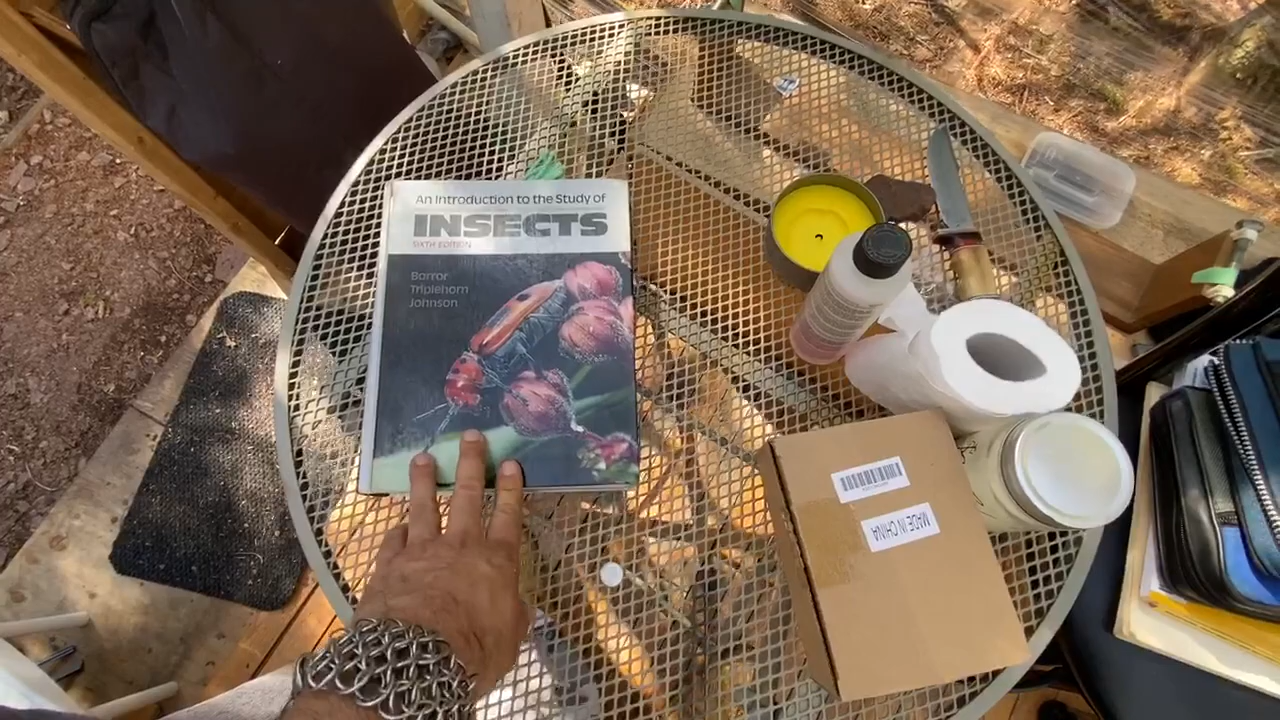 An Introduction to the Study of
INSECTS
SIXTH EDITION
Borror
Triplehorn
Johnson
MADE IN CHINA